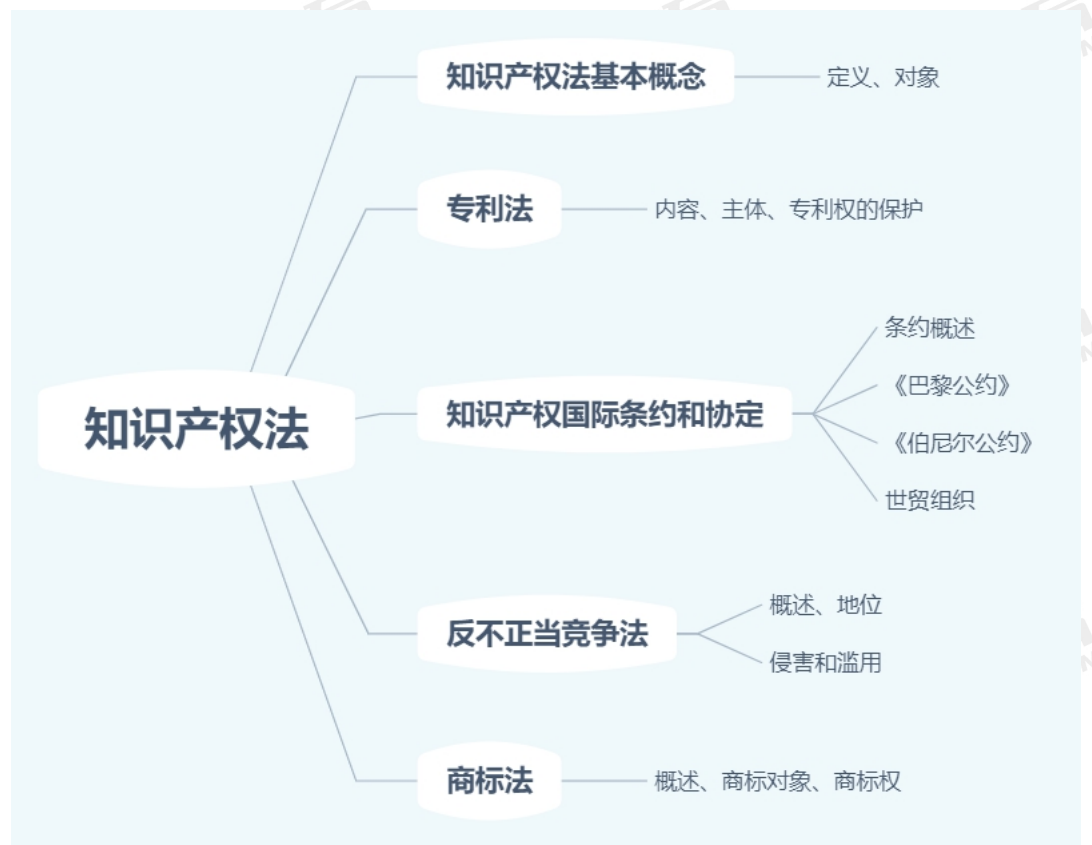 知识产权法
知识产权法基本概念
定义、对象
专利法
内容、主体、专利权的保护
知识产权国际条约和协定
条约概述
《巴黎公约》
《伯尼尔公约》
世贸组织
反不正当竞争法
概述、地位
侵害和滥用
商标法
概述、商标对象、商标权